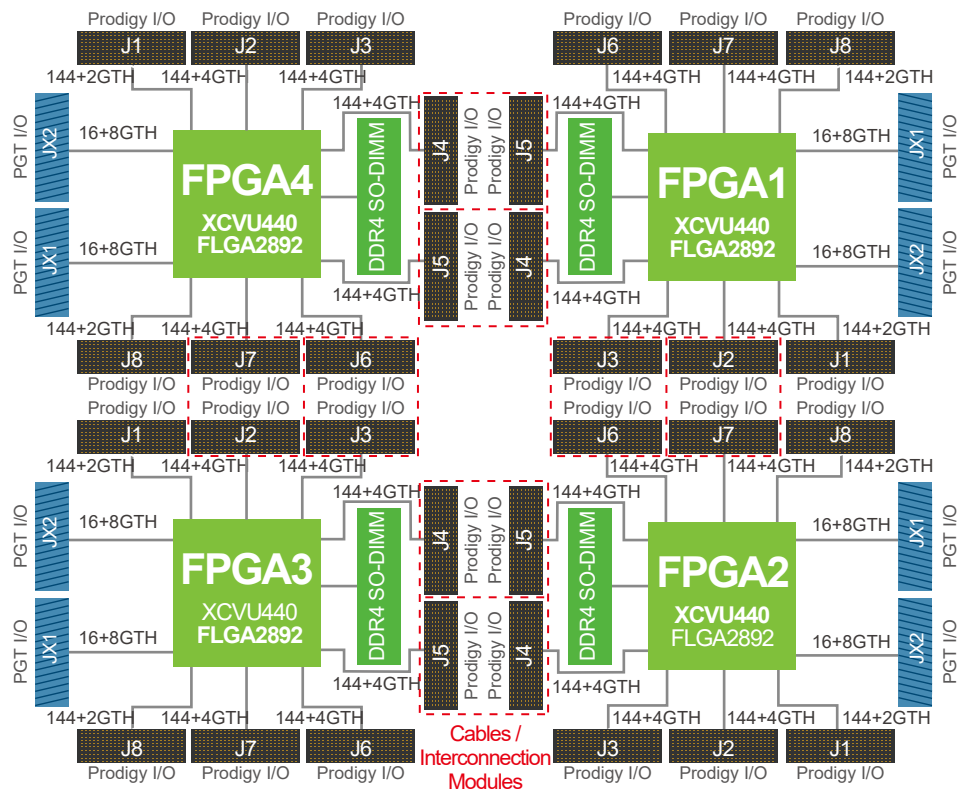 Prodigy I/O Prodigy I/O Prodigy I/O
J1 J2 J3
144+2GTH 144+4GTH 144+4GTH
Prodigy I/O Prodigy I/O Prodigy I/O
J6 J7 J8
144+4GTH 144+4GTH 144+2GTH
PGT I/O
JX2
16+8GTH
PGT I/O
JX1
16+8GTH
FPGA4
XCVU440
FLGA2892
DDR4 SO-DIMM
144+4GTH
J4
Prodigy I/O
Prodigy I/O
J5
144+4GTH
144+4GTH
J5
Prodigy I/O
Prodigy I/O
J4
144+4GTH
DDR4 SO-DIMM
FPGA1
XCVU440
FLGA2892
16+8GTH
JX1
PGT I/O
16+8GTH
JX2
PGT I/O
144+2GTH 144+4GTH 144+4GTH
J8 J7 J6
Prodigy I/O Prodigy I/O Prodigy I/O
144+4GTH 144+4GTH 144+2GTH
J3 J2 J1
Prodigy I/O Prodigy I/O Prodigy I/O
Prodigy I/O Prodigy I/O Prodigy I/O
J1 J2 J3
144+2GTH 144+4GTH 144+4GTH
Prodigy I/O Prodigy I/O Prodigy I/O
J6 J7 J8
144+4GTH 144+4GTH 144+2GTH
PGT I/O
JX2
16+8GTH
PGT I/O
JX1
16+8GTH
FPGA3
XCVU440
FLGA2892
DDR4 SO-DIMM
144+4GTH
J4
Prodigy I/O
Prodigy I/O
J5
144+4GTH
144+4GTH
J5
Prodigy I/O
Prodigy I/O
J4
144+4GTH
DDR4 SO-DIMM
FPGA2
XCVU440
FLGA2892
16+8GTH
JX1
PGT I/O
16+8GTH
JX2
PGT I/O
144+2GTH 144+4GTH 144+4GTH
J8 J7 J6
Prodigy I/O Prodigy I/O Prodigy I/O
Cables /
Interconnection
Modules
144+4GTH 144+4GTH 144+2GTH
J3 J2 J1
Prodigy I/O Prodigy I/O Prodigy I/O